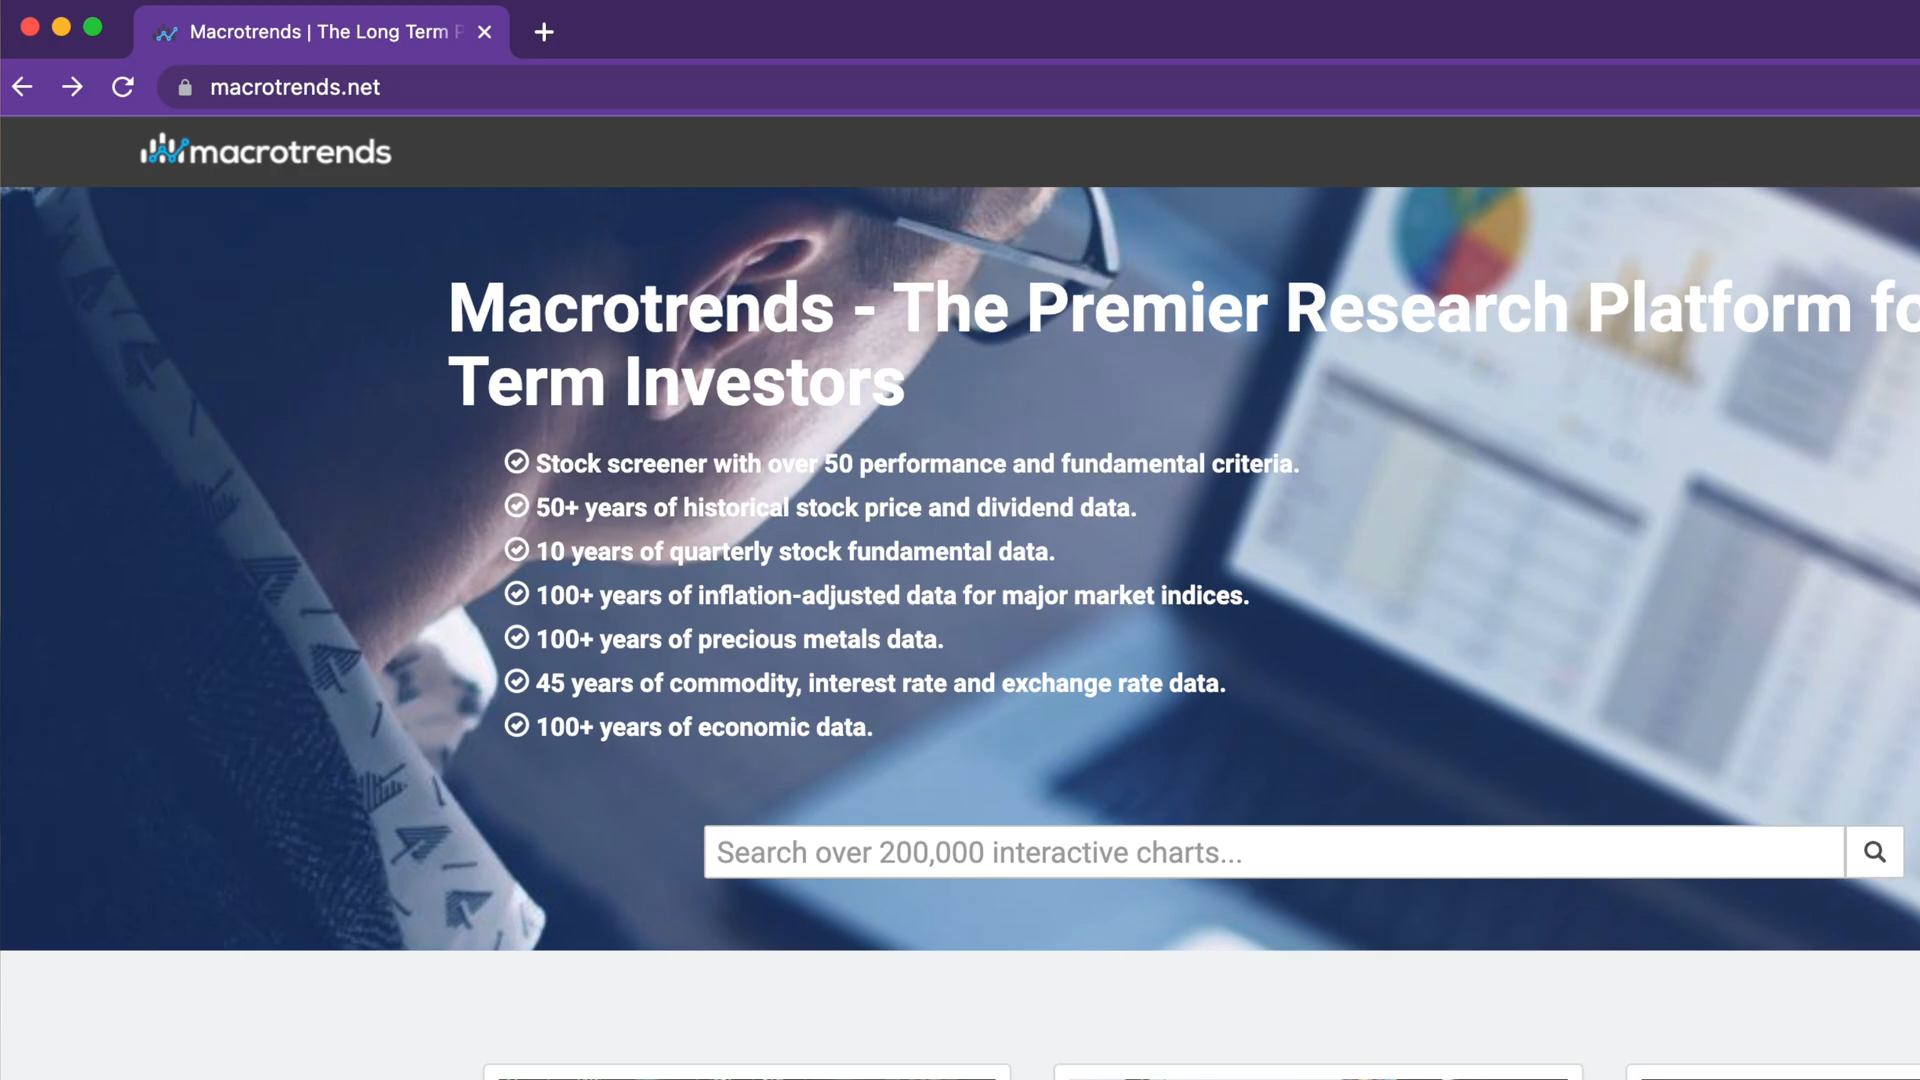 Macrotrends | The Long Term
macrotrends.net
macrotrends
Macrotrends - The Premier Research Platform fo
Term Investors
Stock screener with over 50 performance and fundamental criteria.
50+ years of historical stock price and dividend data.
10 years of quarterly stock fundamental data.
100+ years of inflation-adjusted data for major market indices.
100+ years of precious metals data.
45 years of commodity, interest rate and exchange rate data.
100+ years of economic data.
Search over 200,000 interactive charts...